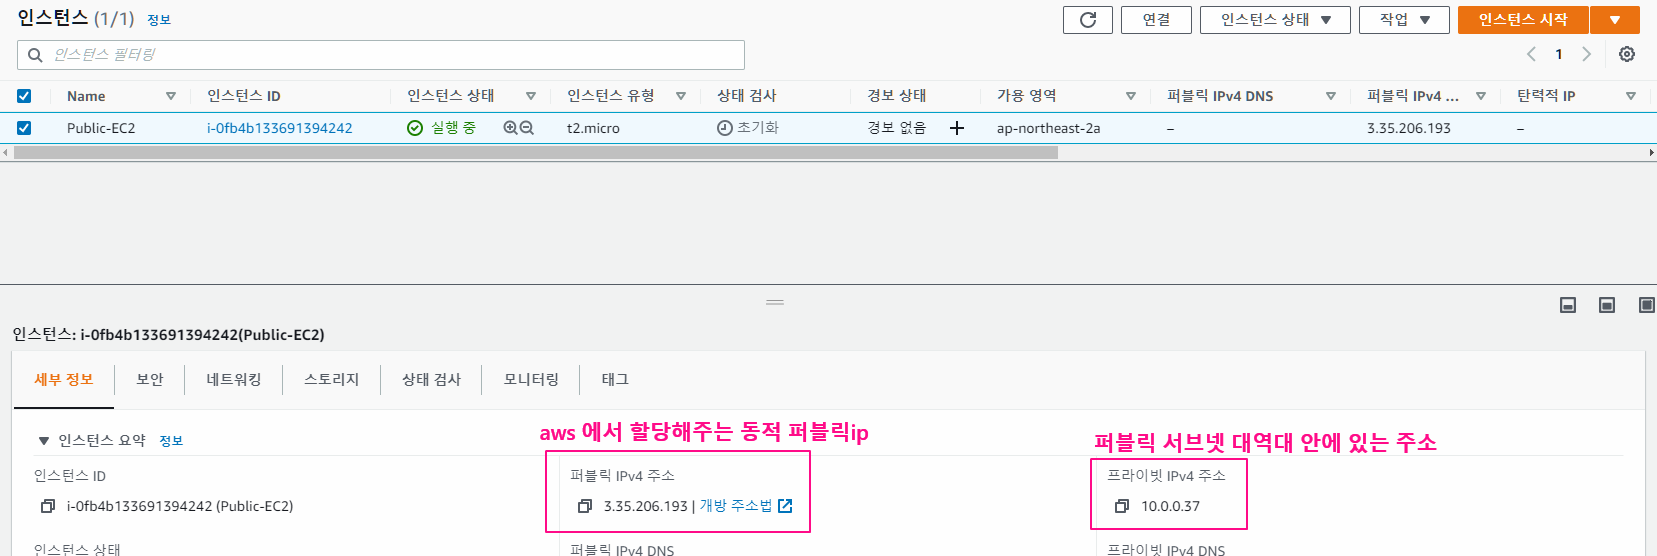 인스턴스 (1/1) 정보
연결 인스턴스 상태 ▼ 작업 ▼ 인스턴스 시작 ▼
인스턴스 필터링
1
Name 인스턴스 ID 인스턴스 상태 인스턴스 유형 상태 검사 경보 상태 가용 영역 퍼블릭 IPv4 DNS 퍼블릭 IPv4 ... 탄력적 IP
Public-EC2 i-0fb4b133691394242 실행 중 t2.micro 초기화 경보 없음 + ap-northeast-2a – 3.35.206.193 –
인스턴스: i-0fb4b133691394242(Public-EC2)
세부 정보 보안 네트워킹 스토리지 상태 검사 모니터링 태그
aws 에서 할당해주는 동적 퍼블릭ip
퍼블릭 서브넷 대역대 안에 있는 주소
▼ 인스턴스 요약 정보
인스턴스 ID 퍼블릭 IPv4 주소 프라이빗 IPv4 주소
i-0fb4b133691394242 (Public-EC2) 3.35.206.193 | 개방 주소법 10.0.0.37
인스턴스 상태 퍼블릭 IPv4 DNS 프라이빗 IPv4 DNS